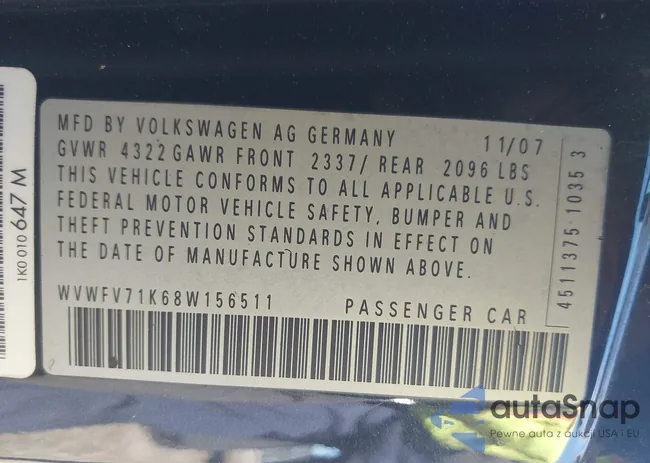 MFD BY VOLKSWAGEN AG GERMANY 11/07
GVWR 4322 GAWR FRONT 2337/ REAR 2096 LBS
THIS VEHICLE CONFORMS TO ALL APPLICABLE U.S.
FEDERAL MOTOR VEHICLE SAFETY, BUMPER AND
THEFT PREVENTION STANDARDS IN EFFECT ON
THE DATE OF MANUFACTURE SHOWN ABOVE.
WVWFV71K68W156511 PASSENGER CAR
4511375-1035 3
1K0 010 647 M
autoSnap
Pewne auta z aukcji USA i EU